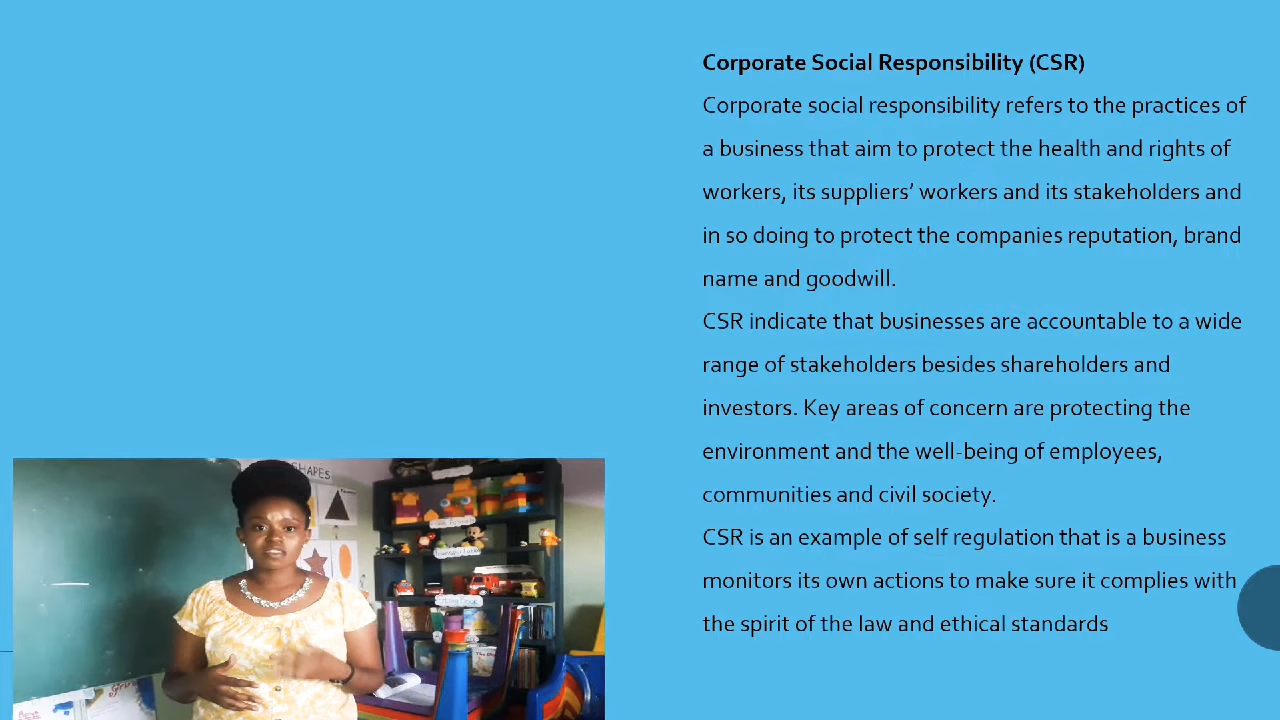 Corporate Social Responsibility (CSR)
Corporate social responsibility refers to the practices of
a business that aim to protect the health and rights of
workers, its suppliers’ workers and its stakeholders and
in so doing to protect the companies reputation, brand
name and goodwill.
CSR indicate that businesses are accountable to a wide
range of stakeholders besides shareholders and
investors. Key areas of concern are protecting the
environment and the well-being of employees,
communities and civil society.
CSR is an example of self regulation that is a business
monitors its own actions to make sure it complies with
the spirit of the law and ethical standards
SHAPES